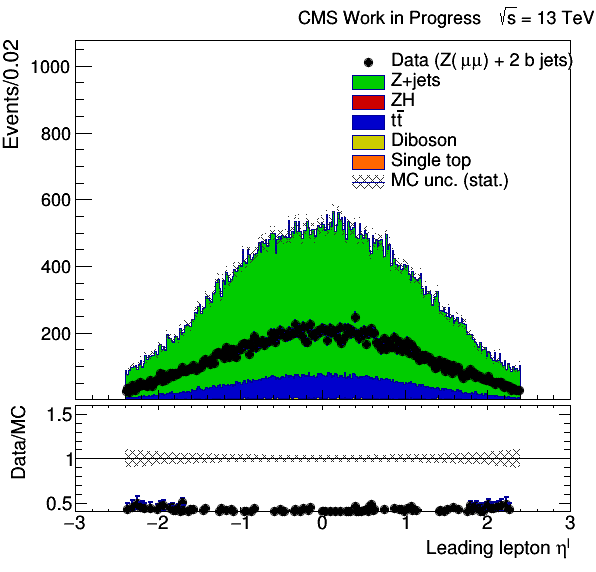 CMS Work in Progress √s = 13 TeV
Events/0.02
1000
800
600
400
200
Data (Z(μμ) + 2 b jets)
Z+jets
ZH
tt̅
Diboson
Single top
MC unc. (stat.)
Data/MC
1.5
1
0.5
−3 −2 −1 0 1 2 3
Leading lepton ηˡ